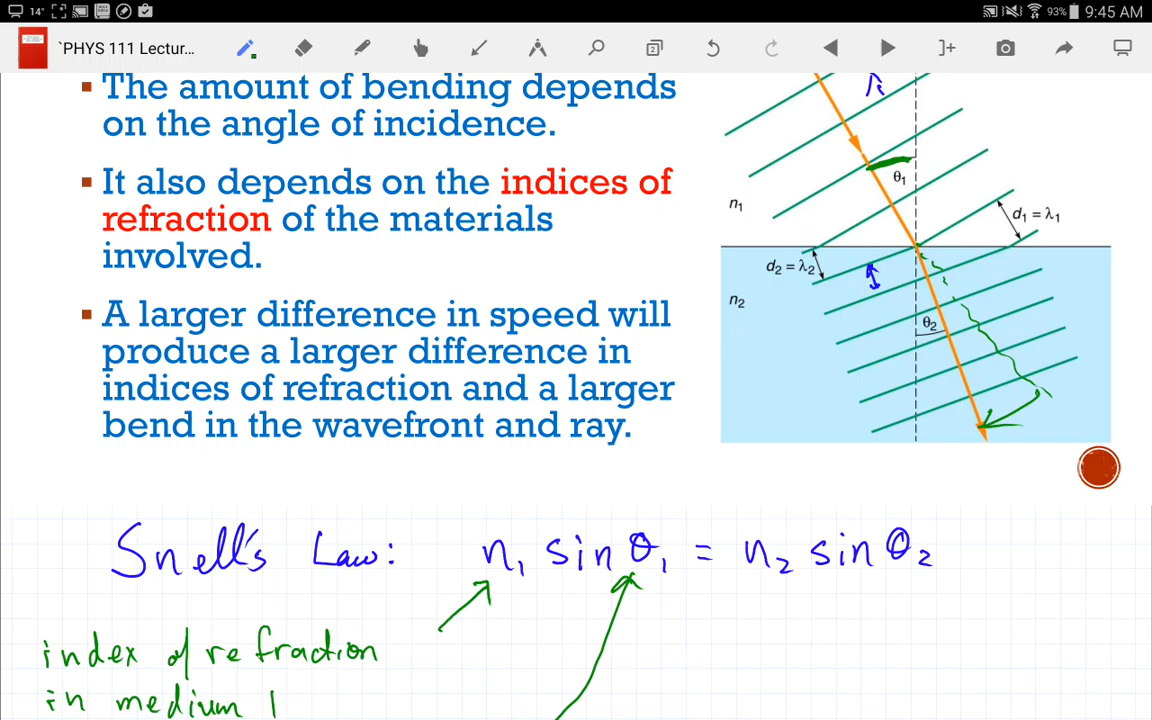 14°
93%
9:45 AM
`PHYS 111 Lectur...
2
▪ The amount of bending depends
on the angle of incidence.
▪ It also depends on the indices of
refraction of the materials
involved.
▪ A larger difference in speed will
produce a larger difference in
indices of refraction and a larger
bend in the wavefront and ray.
θ₁
n₁
d₁ = λ₁
d₂ = λ₂
n₂
θ₂
Snell's Law: n₁ sin θ₁ = n₂ sin θ₂
index of refraction
in medium 1